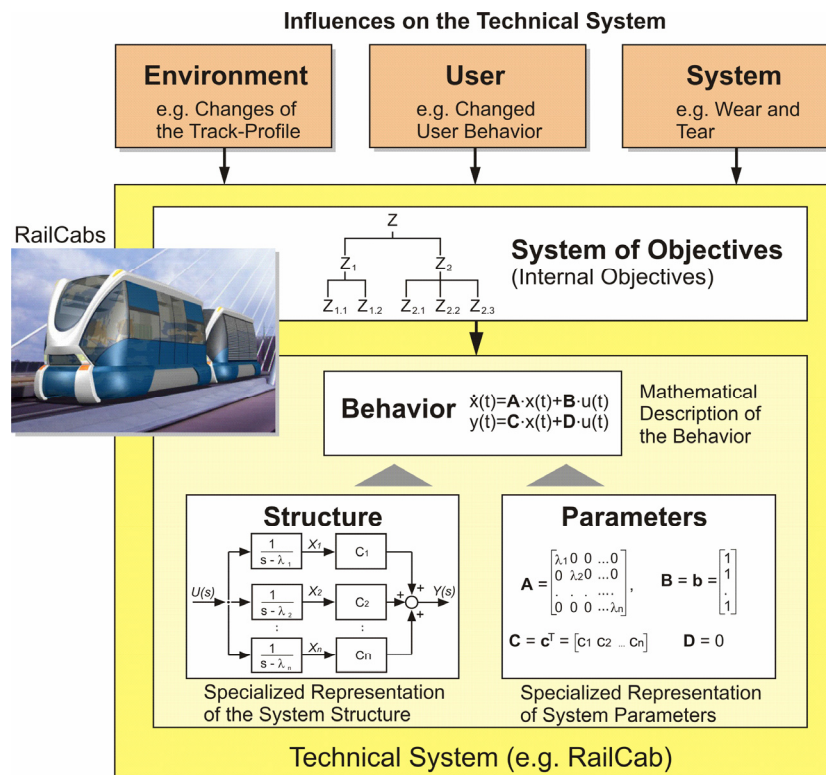 Influences on the Technical System
Environment
e.g. Changes of
the Track-Profile
User
e.g. Changed
User Behavior
System
e.g. Wear and
Tear
RailCabs
Z
Z₁ Z₂
Z₁.₁ Z₁.₂ Z₂.₁ Z₂.₂ Z₂.₃
System of Objectives
(Internal Objectives)
Behavior
ẋ(t)=A·x(t)+B·u(t)
y(t)=C·x(t)+D·u(t)
Mathematical
Description of
the Behavior
Structure
U(s)
1
s - λ₁
X₁
C₁
1
s - λ₂
X₂
C₂
:
:
1
s - λₙ
Xₙ
Cₙ
+
+
+
Y(s)
Specialized Representation
of the System Structure
Parameters
A = [λ₁ 0 0 ...0
0 λ₂0 ...0
. . . ....
0 0 0 ...λₙ],
B = b = [1
1
.
1]
C = cᵀ = [c₁ c₂ ... cₙ] D = 0
Specialized Representation
of System Parameters
Technical System (e.g. RailCab)